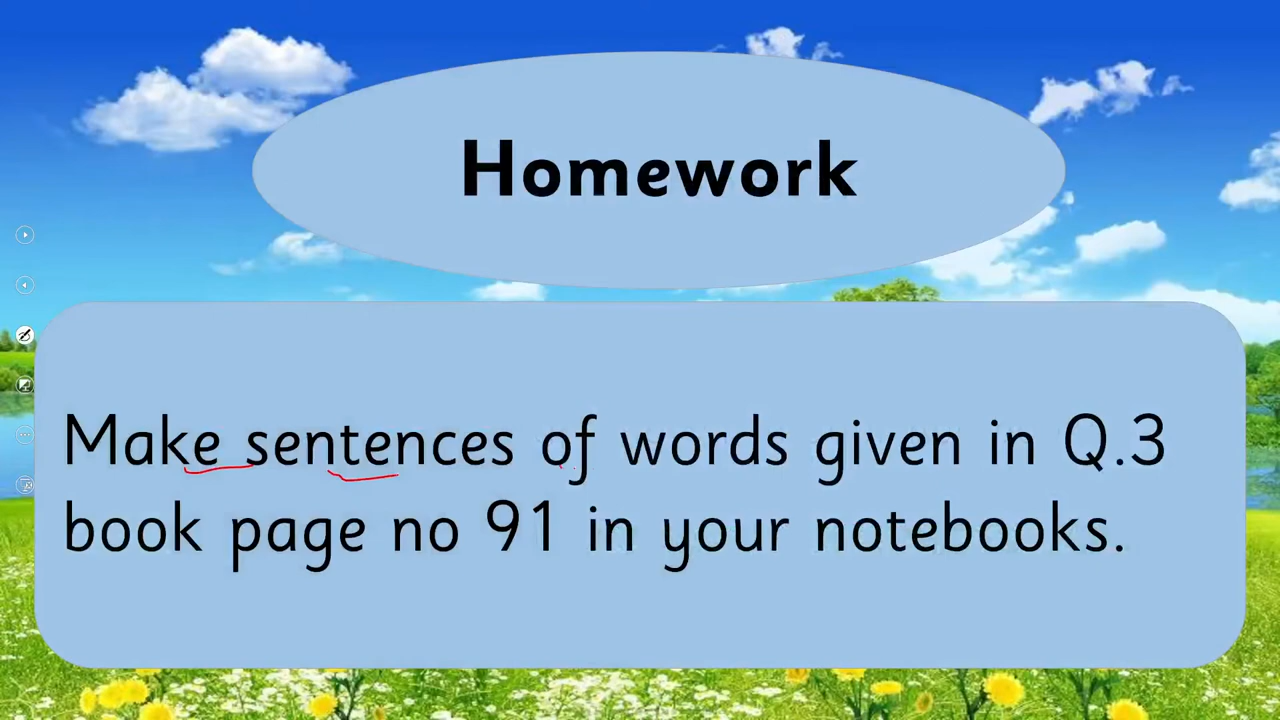 Homework
Make sentences of words given in Q.3
book page no 91 in your notebooks.